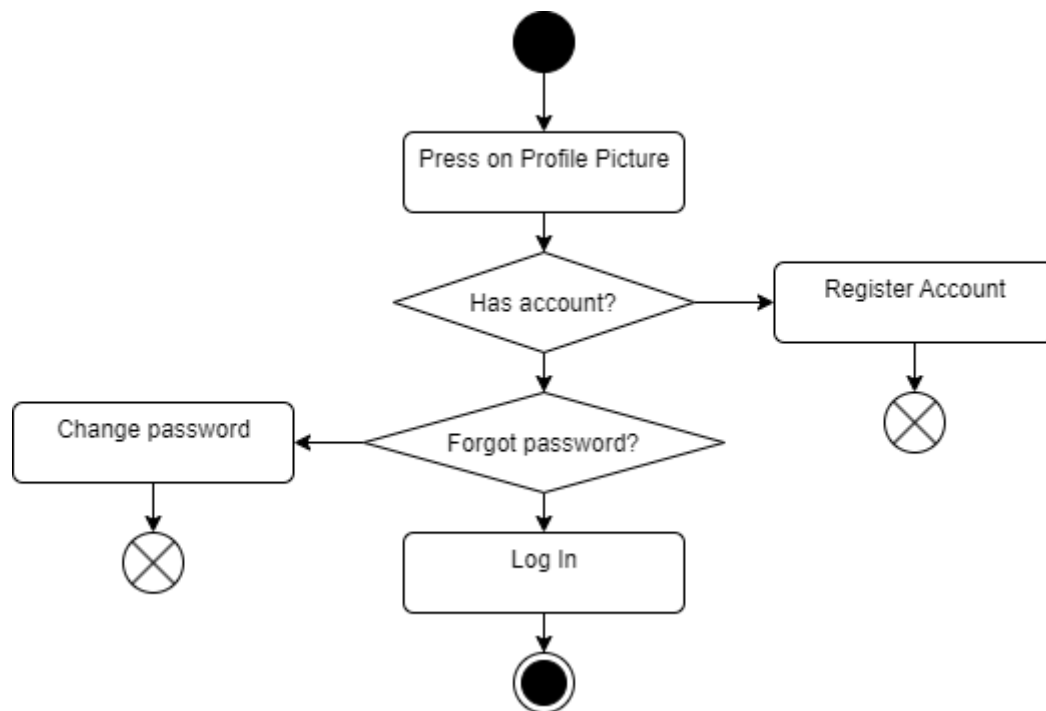 Press on Profile Picture
Has account?
Register Account
Forgot password?
Change password
Log In